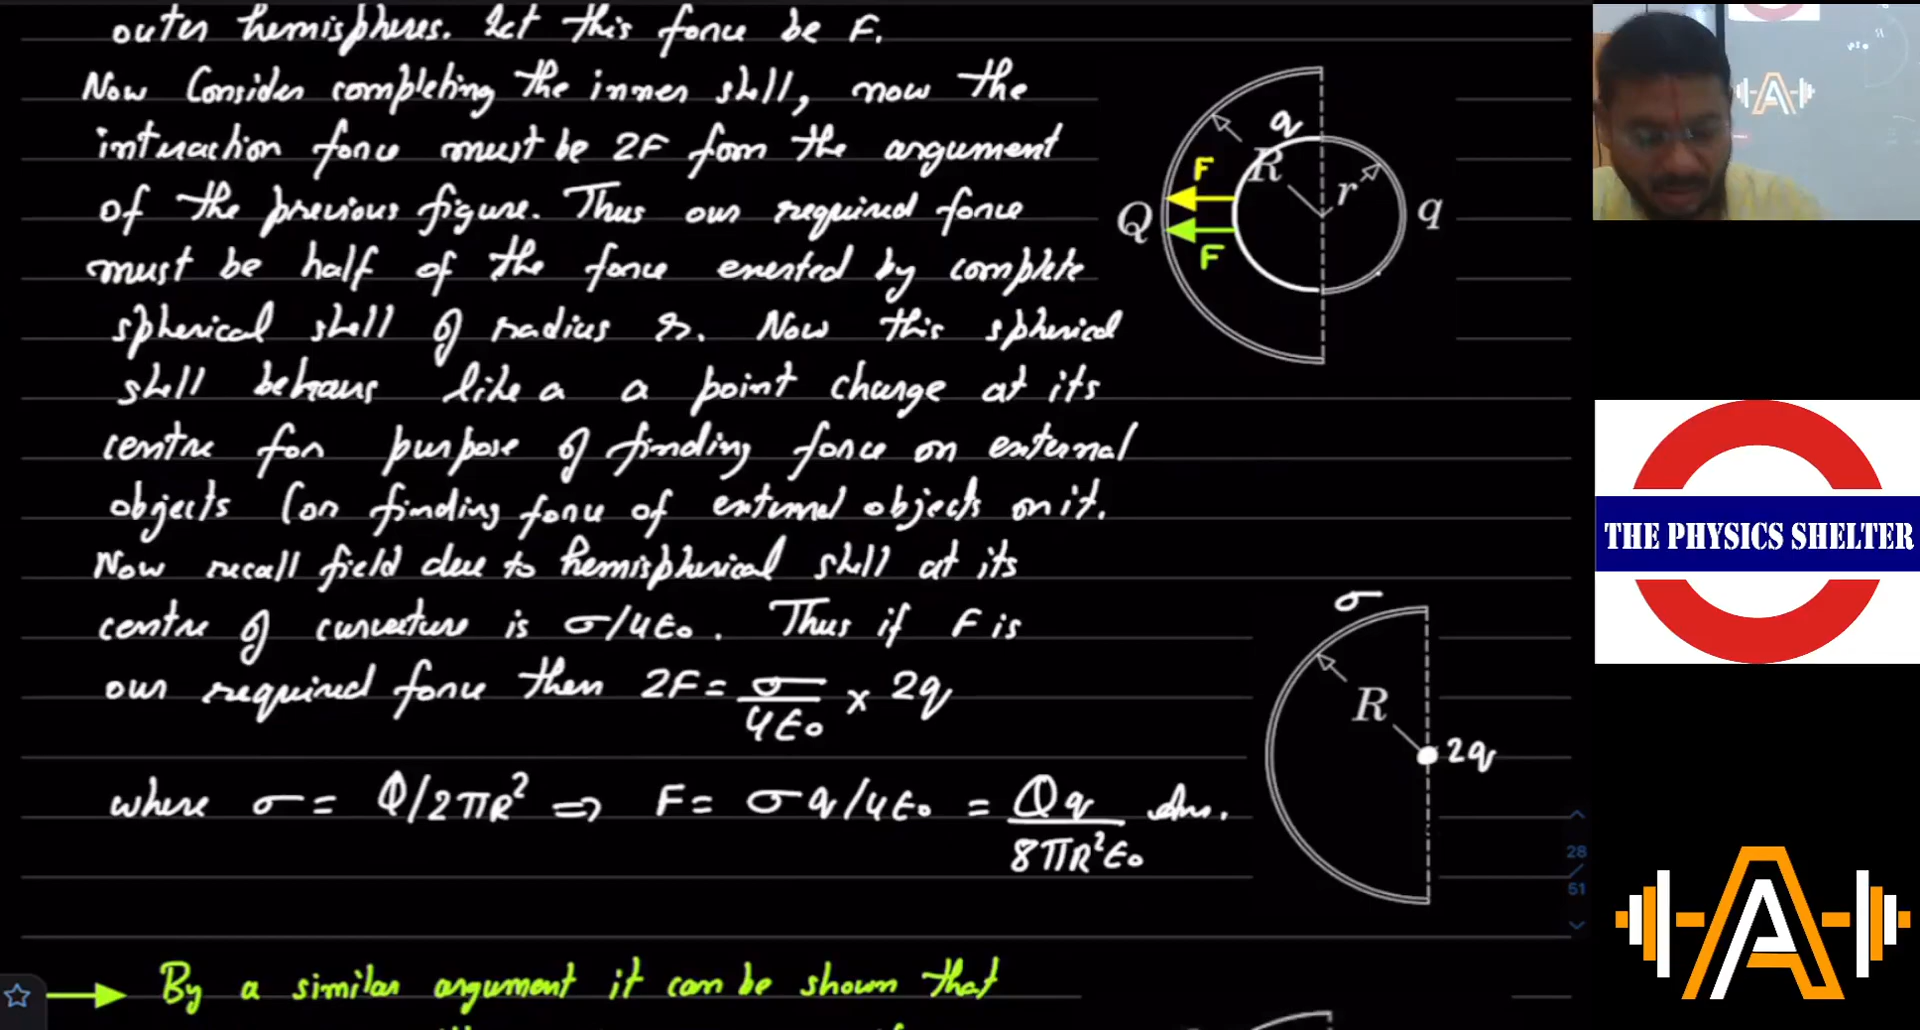 outer hemispheres. Let this force be F.
Now Consider completing the inner shell, now the
interaction force must be 2F from the argument
of the previous figure. Thus our required force
must be half of the force exerted by complete
spherical shell of radius r. Now this spherical
shell behaves like a a point charge at its
centre for purpose of finding force on external
objects (or finding force of external objects on it.
Now recall field due to hemispherical shell at its
centre of curvature is σ/4ε₀. Thus if F is
our required force then 2F = σ/4ε₀ × 2q
where σ = Q/2πR² ⇒ F = σq/4ε₀ = Qq/8πR²ε₀ Ans.
By a similar argument it can be shown that
q
R
r
F
F
Q
q
σ
R
2q
28
51
THE PHYSICS SHELTER
A
A